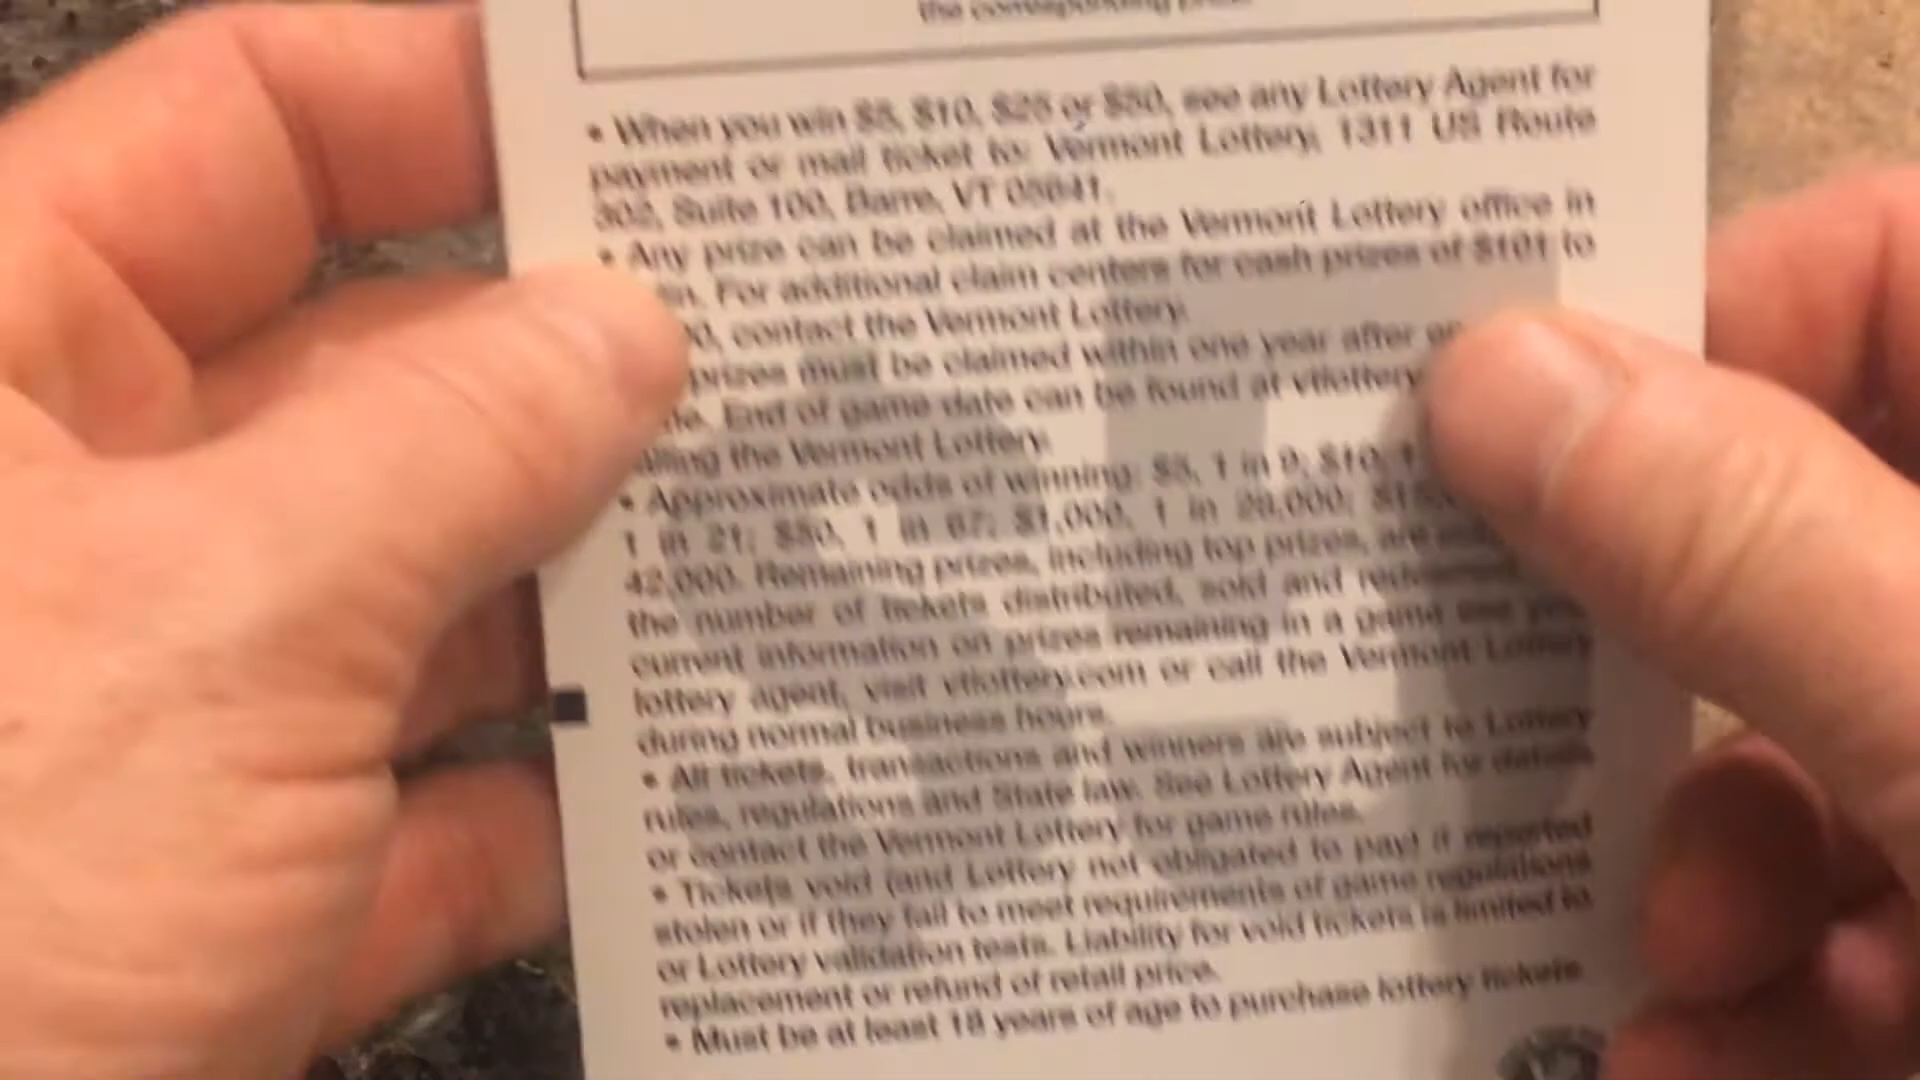 the corresponding prize.
• When you win $5, $10, $25 or $50, see any Lottery Agent for
payment or mail ticket to: Vermont Lottery, 1311 US Route
302, Suite 100, Barre, VT 05641.
• Any prize can be claimed at the Vermont Lottery office in
For additional claim centers for cash prizes of $101 to
contact the Vermont Lottery.
prizes must be claimed within one year after
End of game date can be found at vtlottery
the Vermont Lottery.
• Approximate odds of winning: $5, 1 in 9; $10, 1
1 in 21; $50, 1 in 67; $1,000, 1 in 28,000;
42,000. Remaining prizes, including top prizes, are
the number of tickets distributed, sold and
current information on prizes remaining in a game see
lottery agent, visit vtlottery.com or call the Vermont Lottery
during normal business hours.
• All tickets, transactions and winners are subject to Lottery
rules, regulations and State law. See Lottery Agent for details
or contact the Vermont Lottery for game rules.
• Tickets void (and Lottery not obligated to pay) if reported
stolen or if they fail to meet requirements of game regulations
or Lottery validation tests. Liability for void tickets is limited to
replacement or refund of retail price.
• Must be at least 18 years of age to purchase lottery tickets.